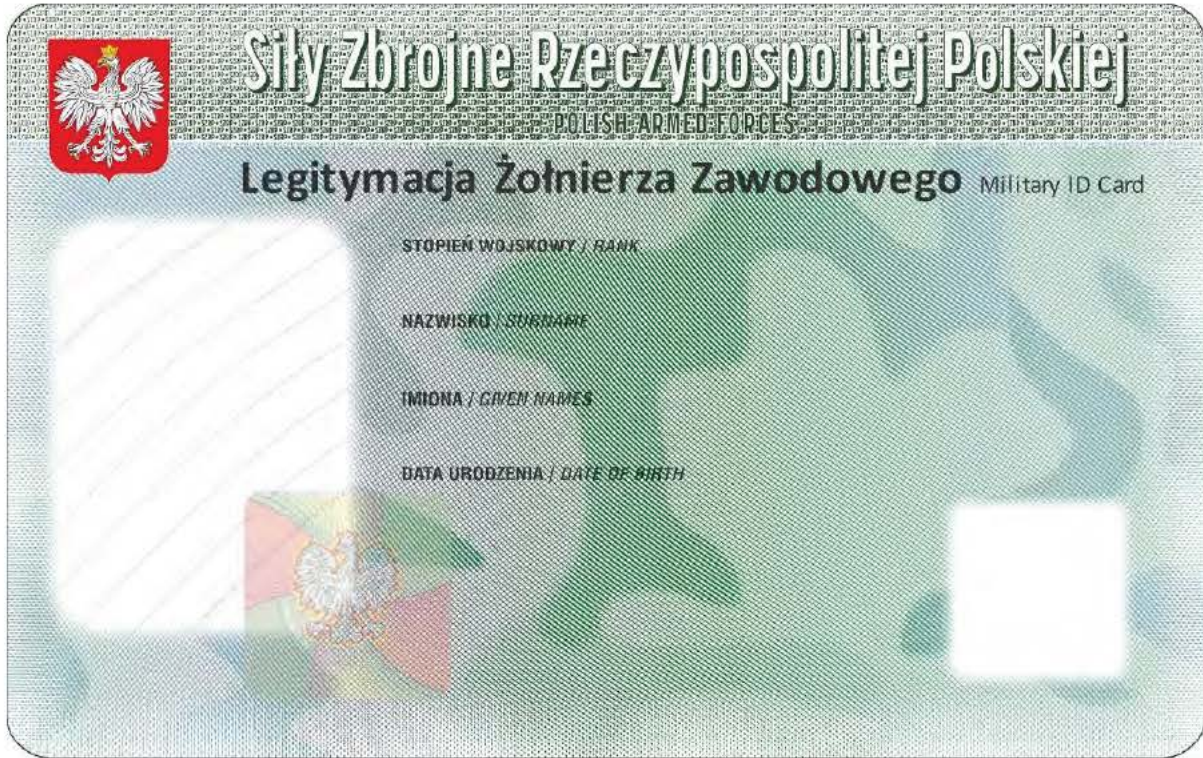 Siły Zbrojne Rzeczypospolitej Polskiej
POLISH ARMED FORCES
Legitymacja Żołnierza Zawodowego Military ID Card
STOPIEŃ WOJSKOWY / RANK
NAZWISKO / SURNAME
IMIONA / GIVEN NAMES
DATA URODZENIA / DATE OF BIRTH